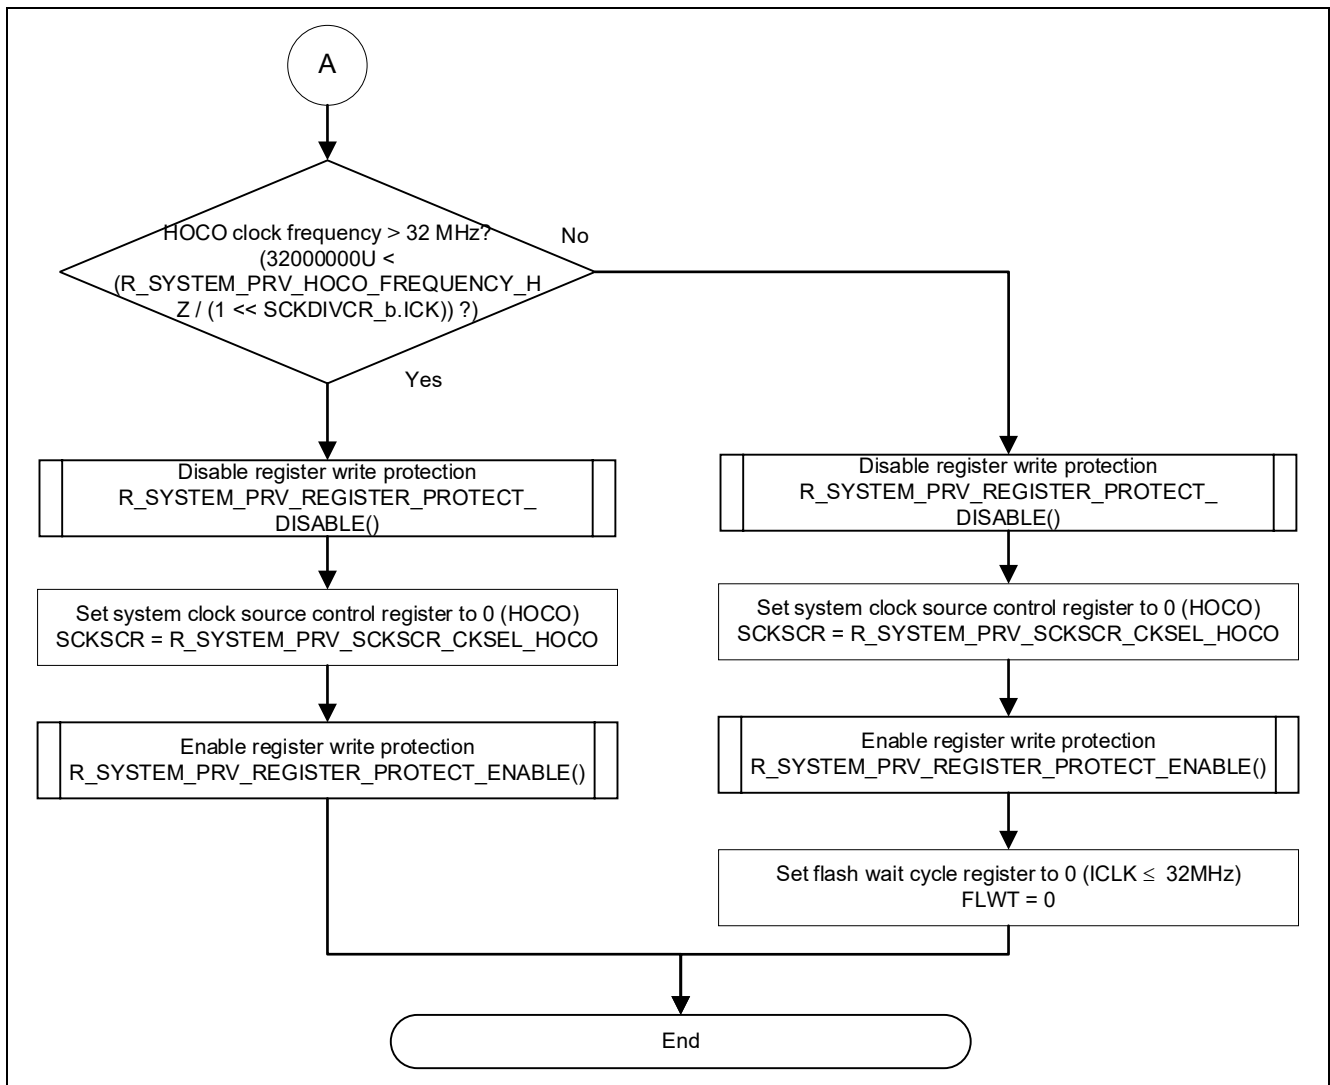 A
HOCO clock frequency > 32 MHz?
(32000000U <
(R_SYSTEM_PRV_HOCO_FREQUENCY_H
Z / (1 << SCKDIVCR_b.ICK)) ?)
No
Yes
Disable register write protection
R_SYSTEM_PRV_REGISTER_PROTECT_
DISABLE()
Set system clock source control register to 0 (HOCO)
SCKSCR = R_SYSTEM_PRV_SCKSCR_CKSEL_HOCO
Enable register write protection
R_SYSTEM_PRV_REGISTER_PROTECT_ENABLE()
Disable register write protection
R_SYSTEM_PRV_REGISTER_PROTECT_
DISABLE()
Set system clock source control register to 0 (HOCO)
SCKSCR = R_SYSTEM_PRV_SCKSCR_CKSEL_HOCO
Enable register write protection
R_SYSTEM_PRV_REGISTER_PROTECT_ENABLE()
Set flash wait cycle register to 0 (ICLK ≤ 32MHz)
FLWT = 0
End